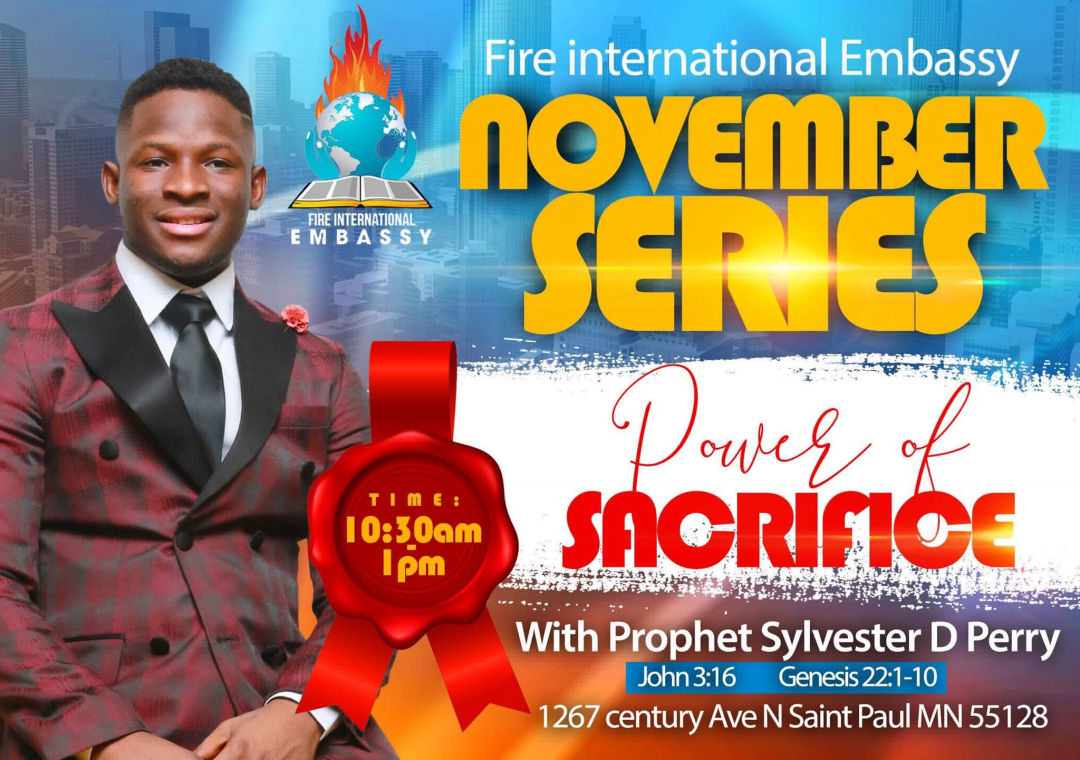 Fire international Embassy
NOVEMBER
SERIES
FIRE INTERNATIONAL
EMBASSY
Power of
SACRIFICE
TIME:
10:30am
-
1pm
With Prophet Sylvester D Perry
John 3:16 Genesis 22:1-10
1267 century Ave N Saint Paul MN 55128